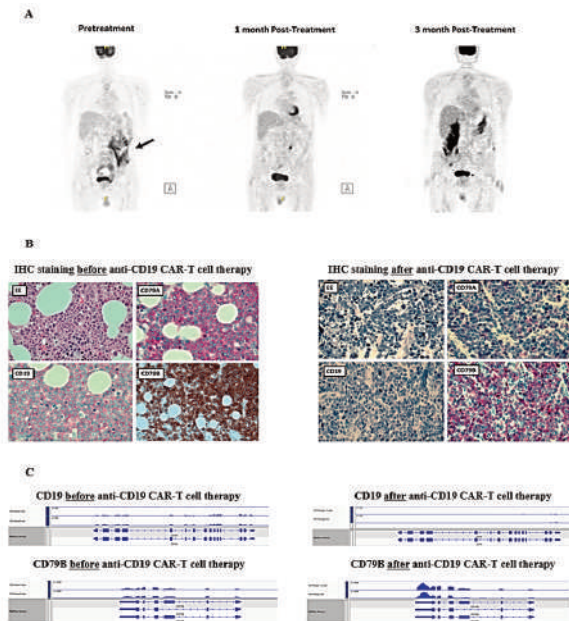 A
Pretreatment
1 month Post-Treatment
3 month Post-Treatment
B
IHC staining before anti-CD19 CAR-T cell therapy
IHC staining after anti-CD19 CAR-T cell therapy
EE
CD79A
EE
CD79A
CD19
CD79B
CD19
CD79B
C
CD19 before anti-CD19 CAR-T cell therapy
CD19 after anti-CD19 CAR-T cell therapy
CD79B before anti-CD19 CAR-T cell therapy
CD79B after anti-CD19 CAR-T cell therapy